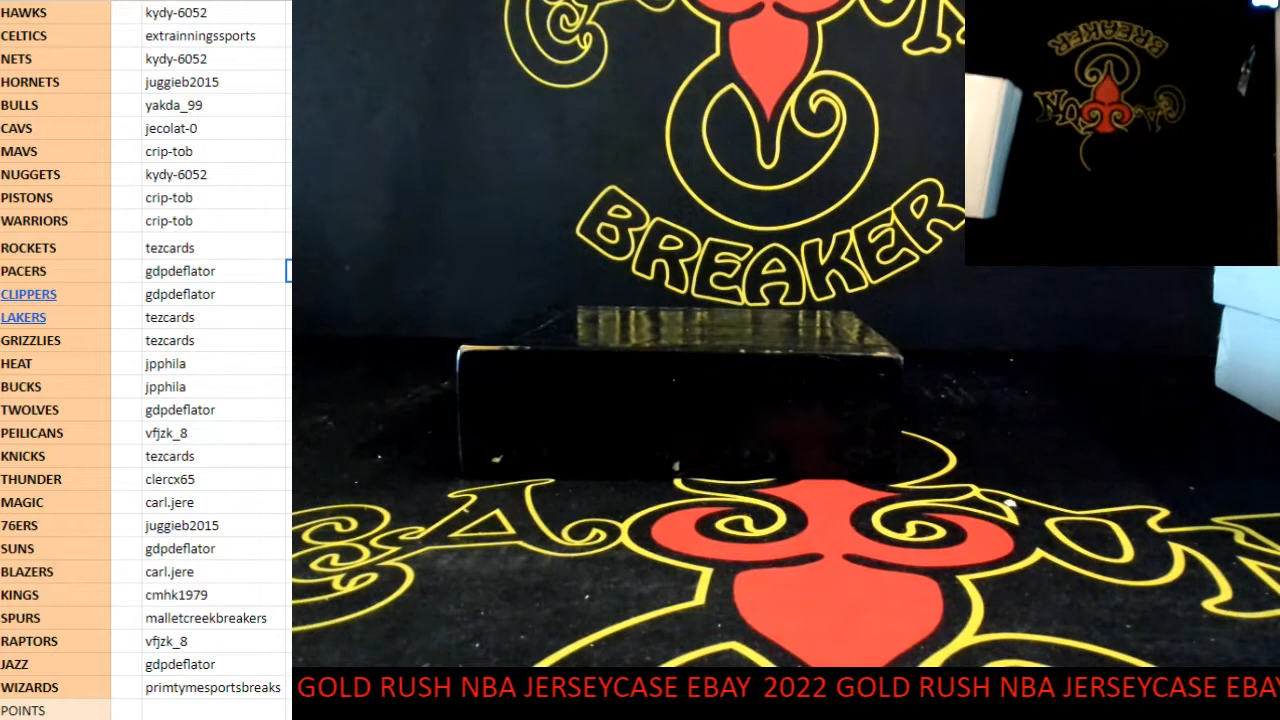 HAWKS kydy-6052
CELTICS extrainningssports
NETS kydy-6052
HORNETS juggieb2015
BULLS yakda_99
CAVS jecolat-0
MAVS crip-tob
NUGGETS kydy-6052
PISTONS crip-tob
WARRIORS crip-tob
ROCKETS tezcards
PACERS gdpdeflator
CLIPPERS gdpdeflator
LAKERS tezcards
GRIZZLIES tezcards
HEAT jpphila
BUCKS jpphila
TWOLVES gdpdeflator
PEILICANS vfjzk_8
KNICKS tezcards
THUNDER clercx65
MAGIC carl.jere
76ERS juggieb2015
SUNS gdpdeflator
BLAZERS carl.jere
KINGS cmhk1979
SPURS malletcreekbreakers
RAPTORS vfjzk_8
JAZZ gdpdeflator
WIZARDS primtymesportsbreaks
POINTS
BREAKER
BREAKER
GOLD RUSH NBA JERSEYCASE EBAY 2022 GOLD RUSH NBA JERSEYCASE EBAY